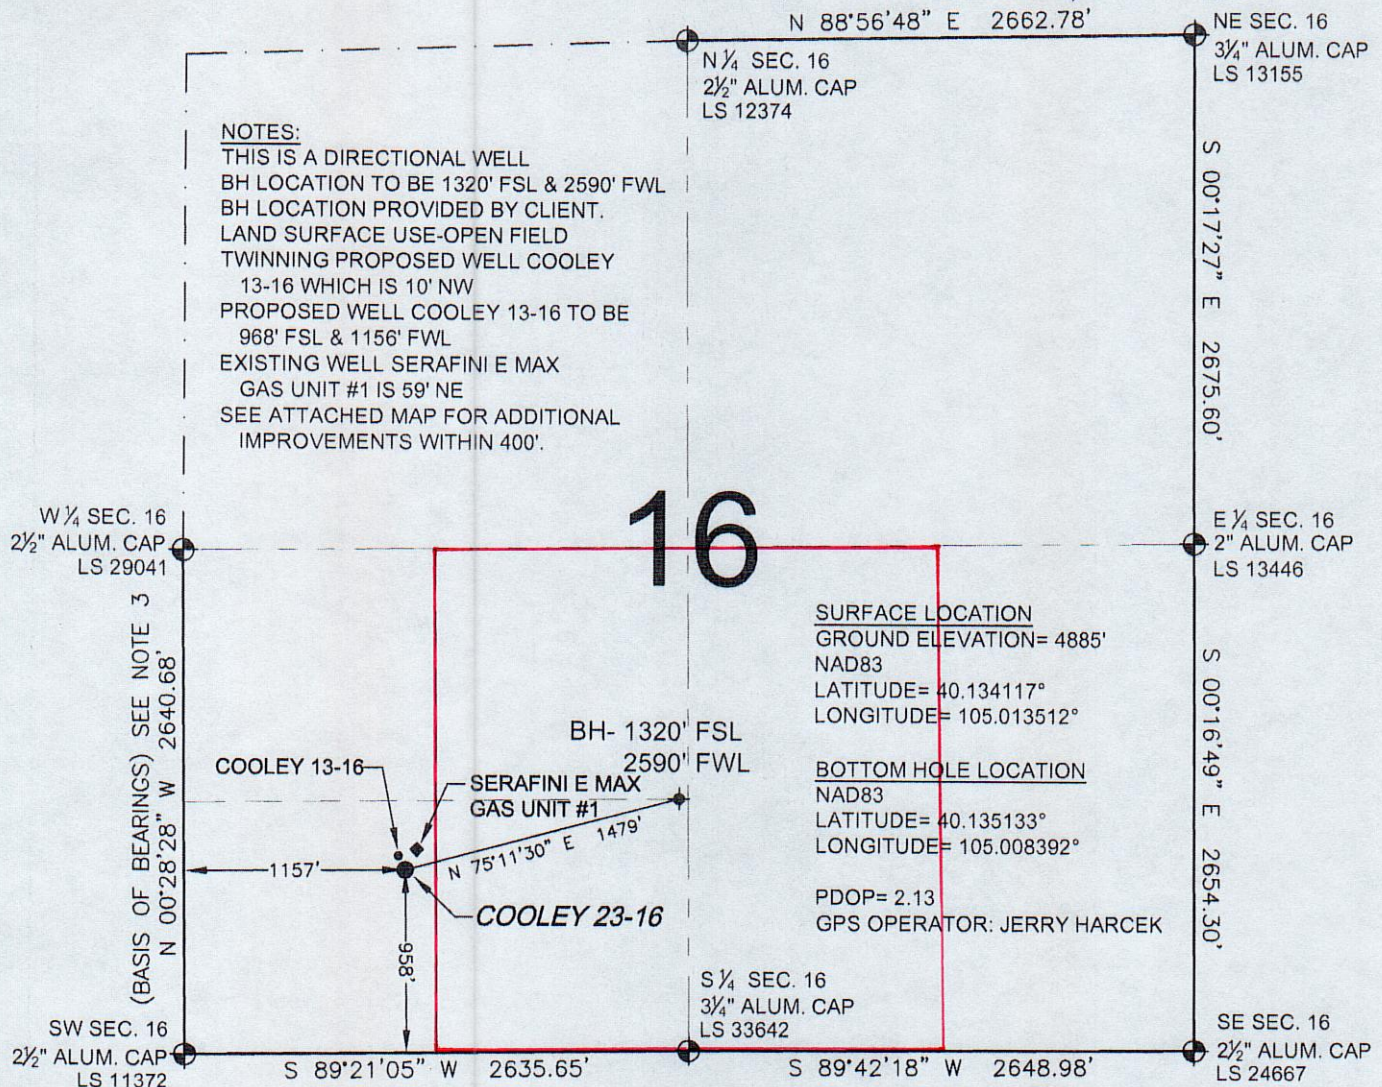 N 88°56'48" E 2662.78'
NE SEC. 16
3¼" ALUM. CAP
LS 13155
N ¼ SEC. 16
2½" ALUM. CAP
LS 12374
NOTES:
THIS IS A DIRECTIONAL WELL
BH LOCATION TO BE 1320' FSL & 2590' FWL
BH LOCATION PROVIDED BY CLIENT.
LAND SURFACE USE-OPEN FIELD
TWINNING PROPOSED WELL COOLEY
13-16 WHICH IS 10' NW
PROPOSED WELL COOLEY 13-16 TO BE
968' FSL & 1156' FWL
EXISTING WELL SERAFINI E MAX
GAS UNIT #1 IS 59' NE
SEE ATTACHED MAP FOR ADDITIONAL
IMPROVEMENTS WITHIN 400'.
S 00°17'27" E 2675.60'
16
W ¼ SEC. 16
2½" ALUM. CAP
LS 29041
E ¼ SEC. 16
2" ALUM. CAP
LS 13446
(BASIS OF BEARINGS) SEE NOTE 3
N 00°28'28" W 2640.68'
SURFACE LOCATION
GROUND ELEVATION= 4885'
NAD83
LATITUDE= 40.134117°
LONGITUDE= 105.013512°
BH- 1320' FSL
2590' FWL
BOTTOM HOLE LOCATION
NAD83
LATITUDE= 40.135133°
LONGITUDE= 105.008392°
PDOP= 2.13
GPS OPERATOR: JERRY HARCEK
S 00°16'49" E 2654.30'
COOLEY 13-16
SERAFINI E MAX
GAS UNIT #1
N 75°11'30" E 1479'
1157'
COOLEY 23-16
958'
S ¼ SEC. 16
3¼" ALUM. CAP
LS 33642
SW SEC. 16
2½" ALUM. CAP
LS 11372
S 89°21'05" W 2635.65'
S 89°42'18" W 2648.98'
SE SEC. 16
2½" ALUM. CAP
LS 24667